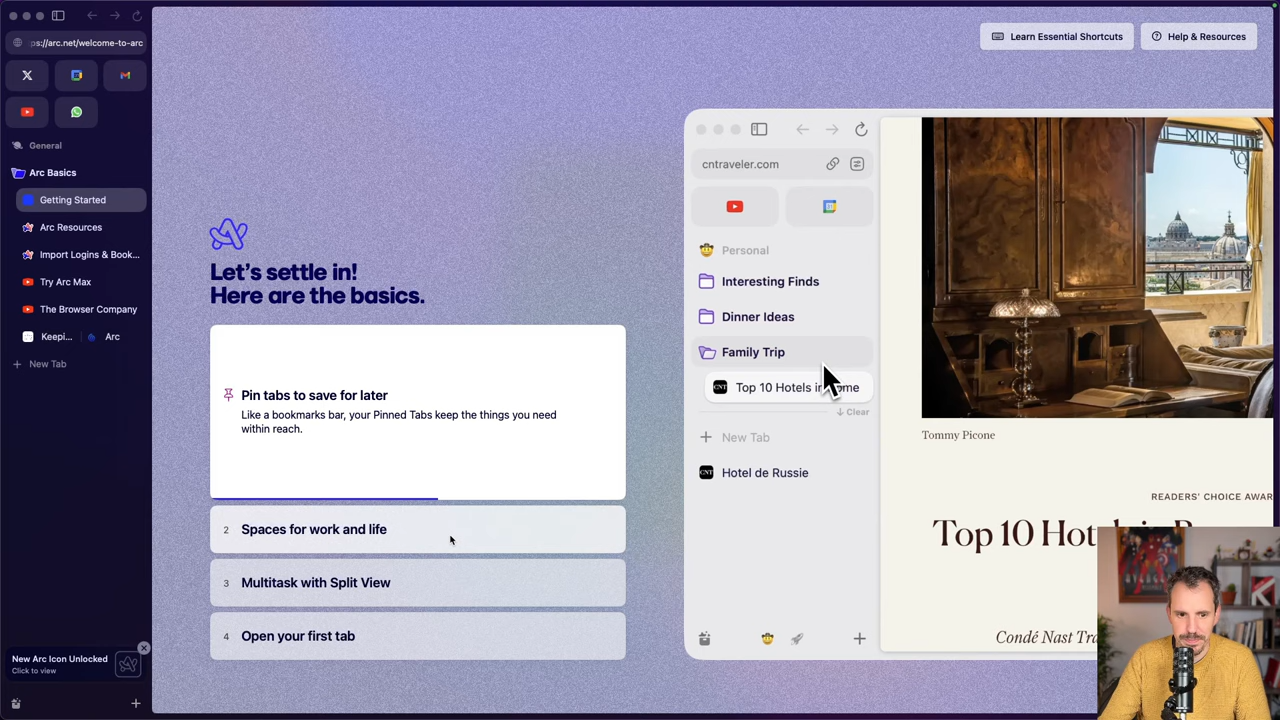 ps://arc.net/welcome-to-arc
General
Arc Basics
Getting Started
Arc Resources
Import Logins & Book...
Try Arc Max
The Browser Company
Keepi... Arc
New Tab
New Arc Icon Unlocked
Click to view
Learn Essential Shortcuts
Help & Resources
Let's settle in!
Here are the basics.
Pin tabs to save for later
Like a bookmarks bar, your Pinned Tabs keep the things you need
within reach.
2 Spaces for work and life
3 Multitask with Split View
4 Open your first tab
cntraveler.com
Personal
Interesting Finds
Dinner Ideas
Family Trip
CNT Top 10 Hotels in
Clear
New Tab
CNT Hotel de Russie
Tommy Picone
READERS' CHOICE AWAR
Top 10
Condé Nast